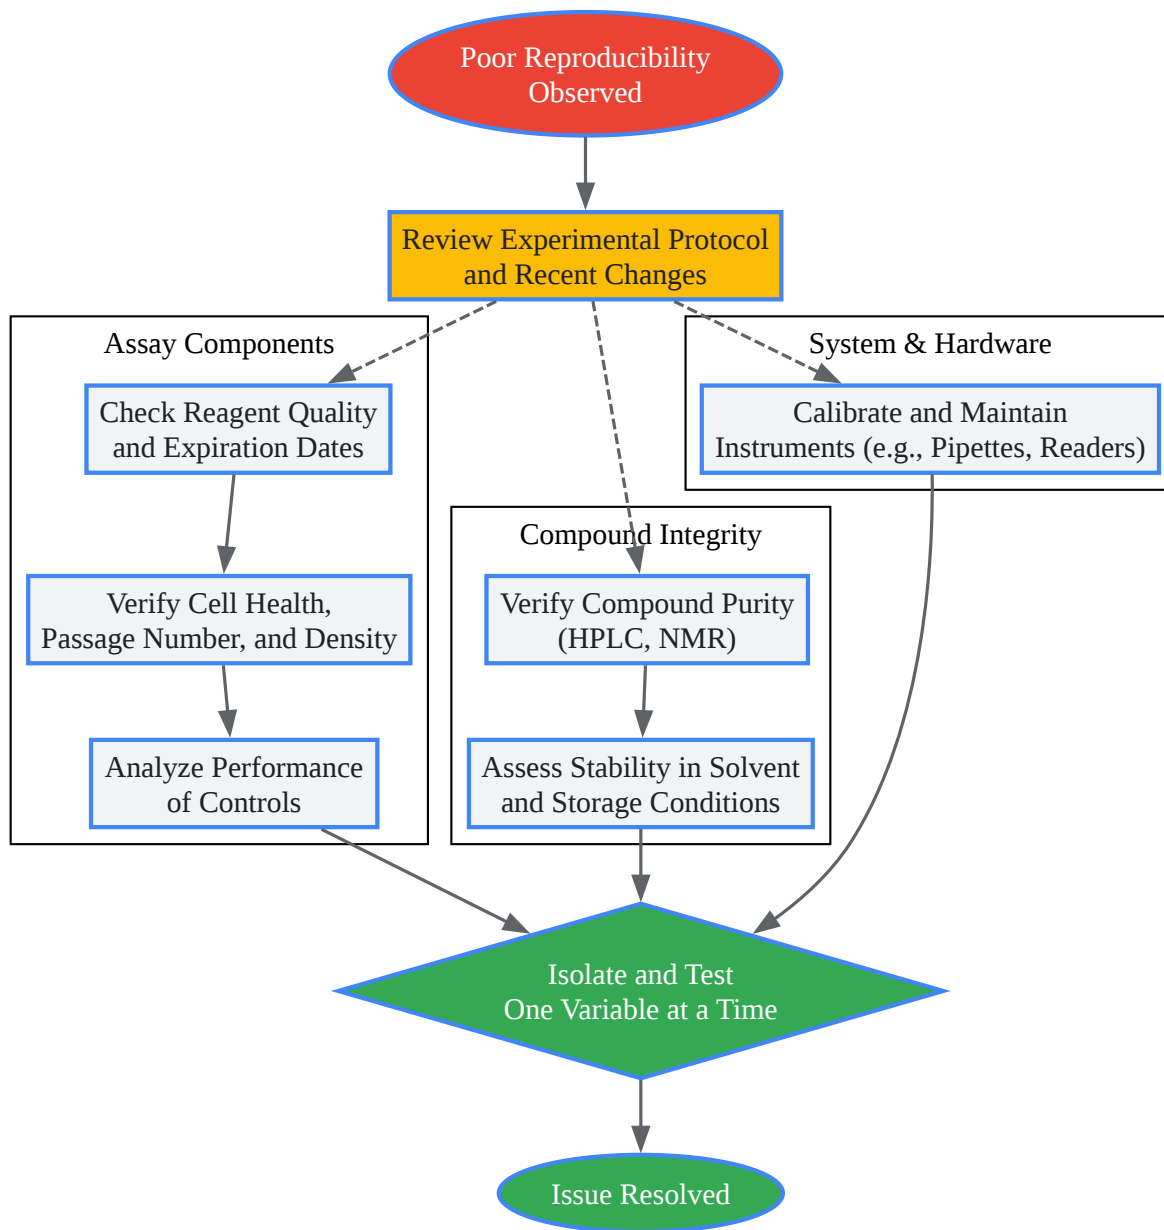 Poor Reproducibility
Observed
Review Experimental Protocol
and Recent Changes
Assay Components
Check Reagent Quality
and Expiration Dates
Verify Cell Health,
Passage Number, and Density
Analyze Performance
of Controls
Compound Integrity
Verify Compound Purity
(HPLC, NMR)
Assess Stability in Solvent
and Storage Conditions
System & Hardware
Calibrate and Maintain
Instruments (e.g., Pipettes, Readers)
Isolate and Test
One Variable at a Time
Issue Resolved